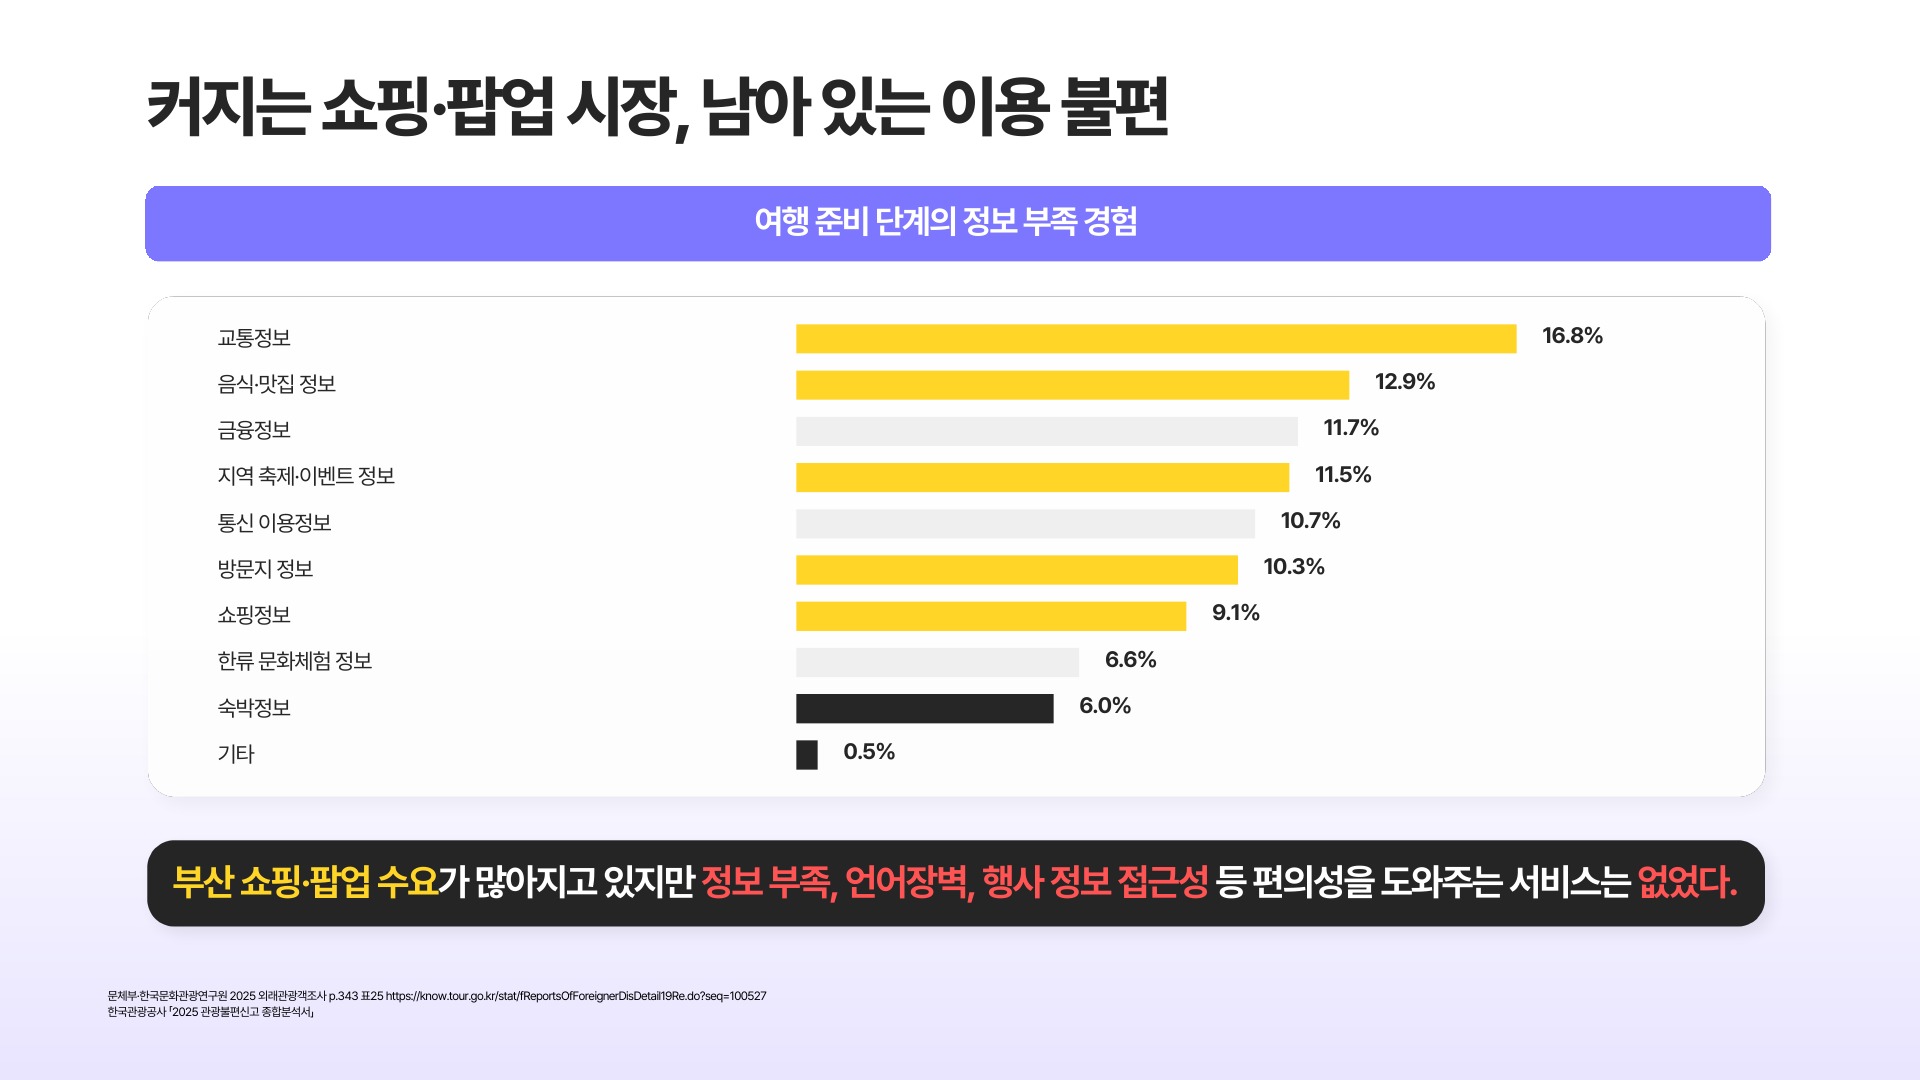 커지는 쇼핑·팝업 시장, 남아 있는 이용 불편
여행 준비 단계의 정보 부족 경험
교통정보 16.8%
음식·맛집 정보 12.9%
금융정보 11.7%
지역 축제·이벤트 정보 11.5%
통신 이용정보 10.7%
방문지 정보 10.3%
쇼핑정보 9.1%
한류 문화체험 정보 6.6%
숙박정보 6.0%
기타 0.5%
부산 쇼핑·팝업 수요가 많아지고 있지만 정보 부족, 언어장벽, 행사 정보 접근성 등 편의성을 도와주는 서비스는 없었다.
문체부·한국문화관광연구원 2025 외래관광객조사 p.343 표25 https://know.tour.go.kr/stat/fReportsOfForeignerDisDetail19Re.do?seq=100527
한국관광공사 「2025 관광불편신고 종합분석서」